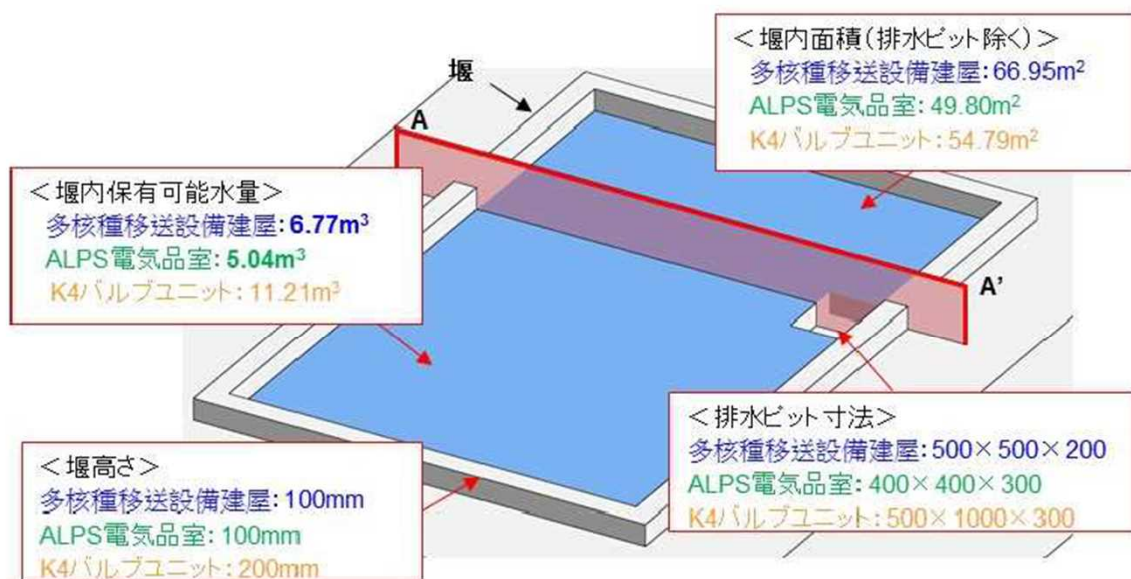 ＜堰内面積(排水ピット除く)＞
多核種移送設備建屋：66.95m²
ALPS電気品室：49.80m²
K4バルブユニット：54.79m²
堰
A
＜堰内保有可能水量＞
多核種移送設備建屋：6.77m³
ALPS電気品室：5.04m³
K4バルブユニット：11.21m³
A’
＜排水ピット寸法＞
多核種移送設備建屋：500×500×200
ALPS電気品室：400×400×300
K4バルブユニット：500×1000×300
＜堰高さ＞
多核種移送設備建屋：100mm
ALPS電気品室：100mm
K4バルブユニット：200mm